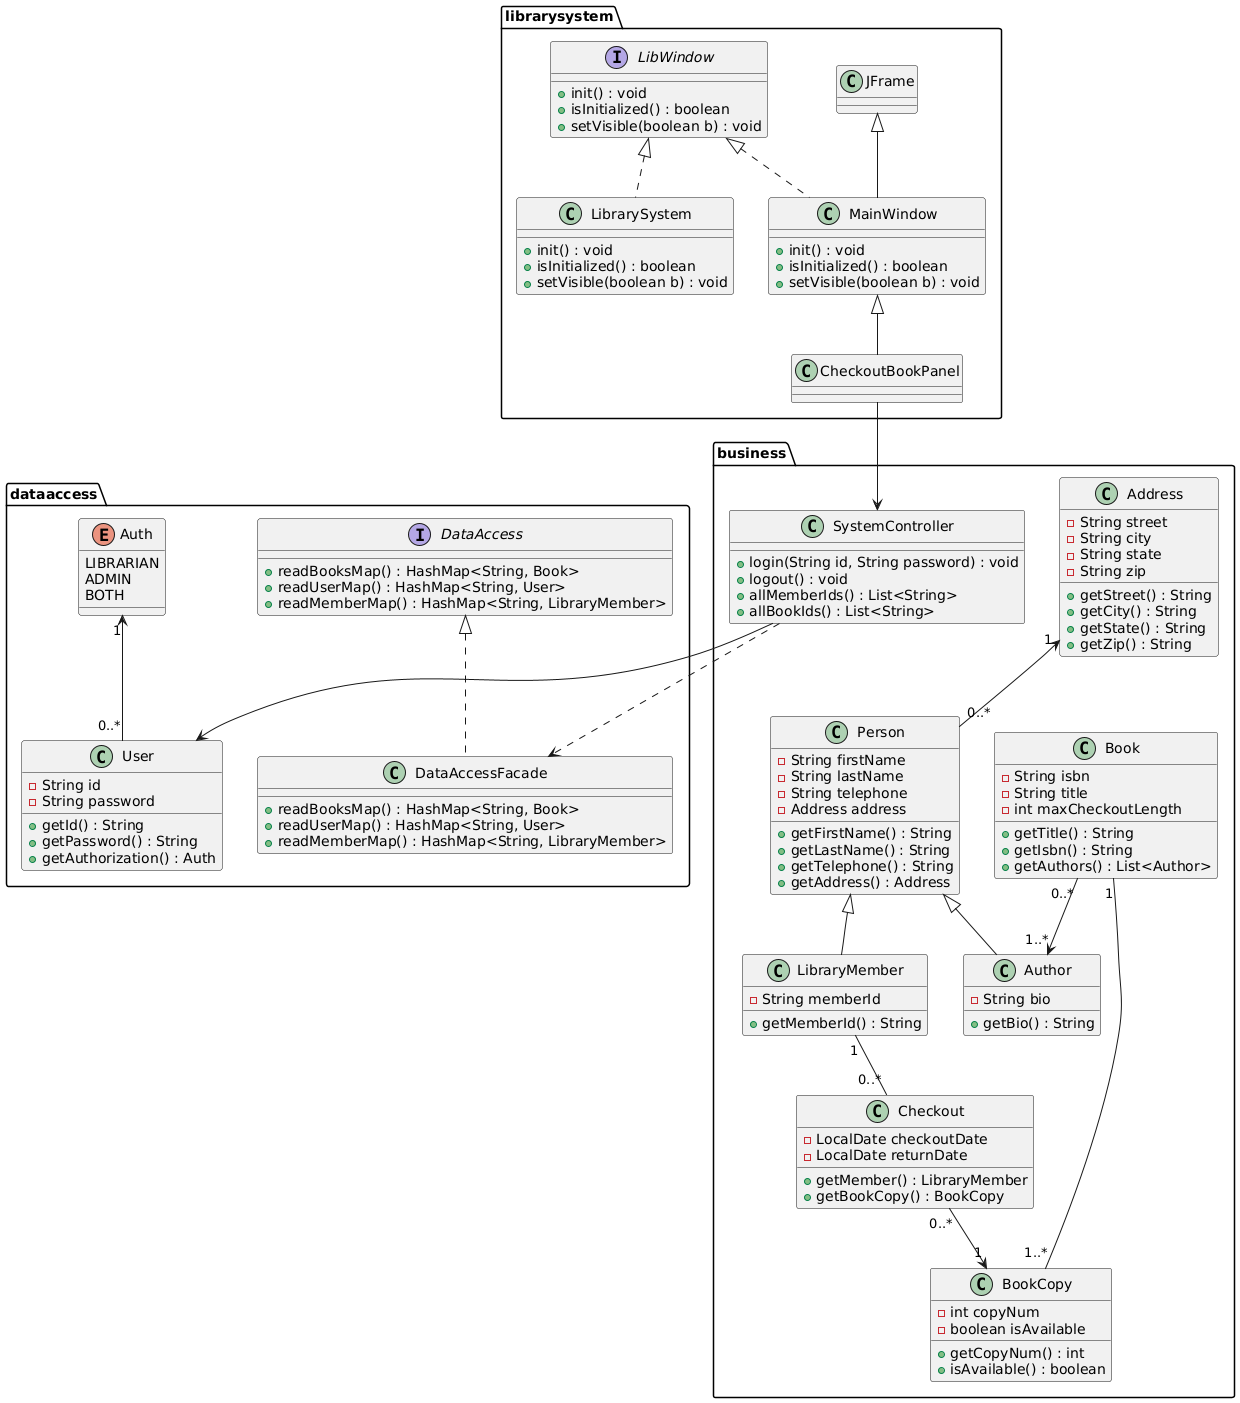 librarysystem
I LibWindow
init() : void
isInitialized() : boolean
setVisible(boolean b) : void
C JFrame
C LibrarySystem
init() : void
isInitialized() : boolean
setVisible(boolean b) : void
C MainWindow
init() : void
isInitialized() : boolean
setVisible(boolean b) : void
C CheckoutBookPanel
business
C SystemController
login(String id, String password) : void
logout() : void
allMemberIds() : List<String>
allBookIds() : List<String>
C Address
String street
String city
String state
String zip
getStreet() : String
getCity() : String
getState() : String
getZip() : String
1
0..*
dataaccess
E Auth
LIBRARIAN
ADMIN
BOTH
1
0..*
I DataAccess
readBooksMap() : HashMap<String, Book>
readUserMap() : HashMap<String, User>
readMemberMap() : HashMap<String, LibraryMember>
C User
String id
String password
getId() : String
getPassword() : String
getAuthorization() : Auth
C DataAccessFacade
readBooksMap() : HashMap<String, Book>
readUserMap() : HashMap<String, User>
readMemberMap() : HashMap<String, LibraryMember>
C Person
String firstName
String lastName
String telephone
Address address
getFirstName() : String
getLastName() : String
getTelephone() : String
getAddress() : Address
C Book
String isbn
String title
int maxCheckoutLength
getTitle() : String
getIsbn() : String
getAuthors() : List<Author>
0..*
1
1..*
C LibraryMember
String memberId
getMemberId() : String
C Author
String bio
getBio() : String
1
0..*
C Checkout
LocalDate checkoutDate
LocalDate returnDate
getMember() : LibraryMember
getBookCopy() : BookCopy
0..*
1
1..*
C BookCopy
int copyNum
boolean isAvailable
getCopyNum() : int
isAvailable() : boolean